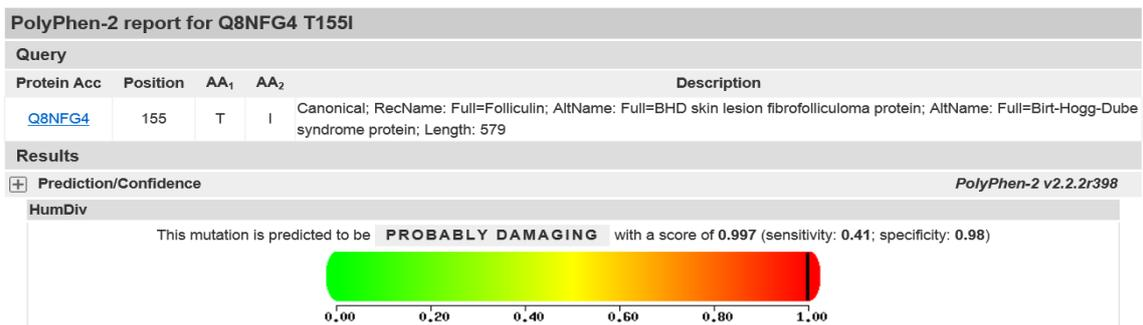 PolyPhen-2 report for Q8NFG4 T155I
Query
Protein Acc Position AA₁ AA₂ Description
Q8NFG4 155 T I Canonical; RecName: Full=Folliculin; AltName: Full=BHD skin lesion fibrofolliculoma protein; AltName: Full=Birt-Hogg-Dube
syndrome protein; Length: 579
Results
+ Prediction/Confidence PolyPhen-2 v2.2.2r398
HumDiv
This mutation is predicted to be PROBABLY DAMAGING with a score of 0.997 (sensitivity: 0.41; specificity: 0.98)
0.00 0.20 0.40 0.60 0.80 1.00